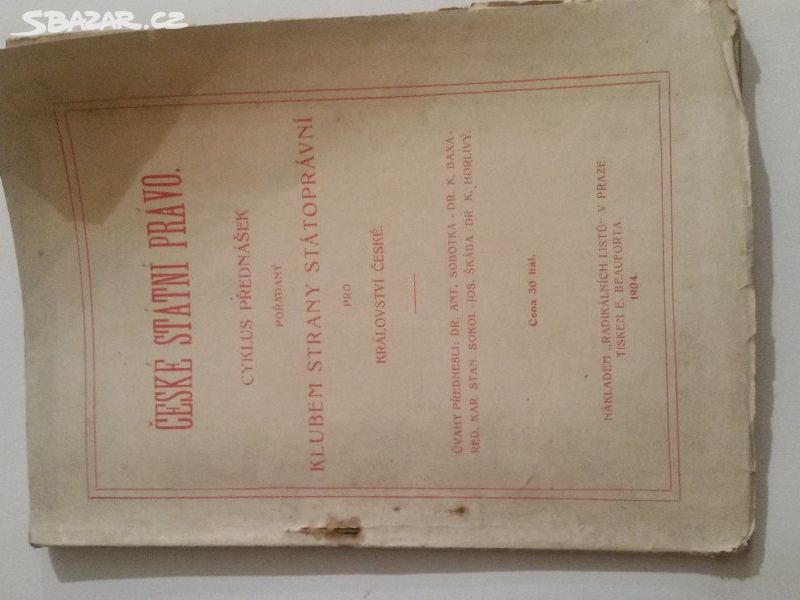 SBAZAR.CZ
ČESKÉ STÁTNÍ PRÁVO.
CYKLUS PŘEDNÁŠEK
POŘÁDANÝ
KLUBEM STRANY STÁTOPRÁVNÍ
PRO
KRÁLOVSTVÍ ČESKÉ.
ÚVAHY PŘEDNESLI: DR. ANT. SOBOTKA - DR. K. BAXA -
RED. KAR. STAN. SOKOL - JOS. ŠKÁBA - DR. K. HORLIVÝ.
Cena 30 hal.
NÁKLADEM „RADIKÁLNÍCH LISTŮ“ V PRAZE
TISKEM E. BEAUFORTA
1904